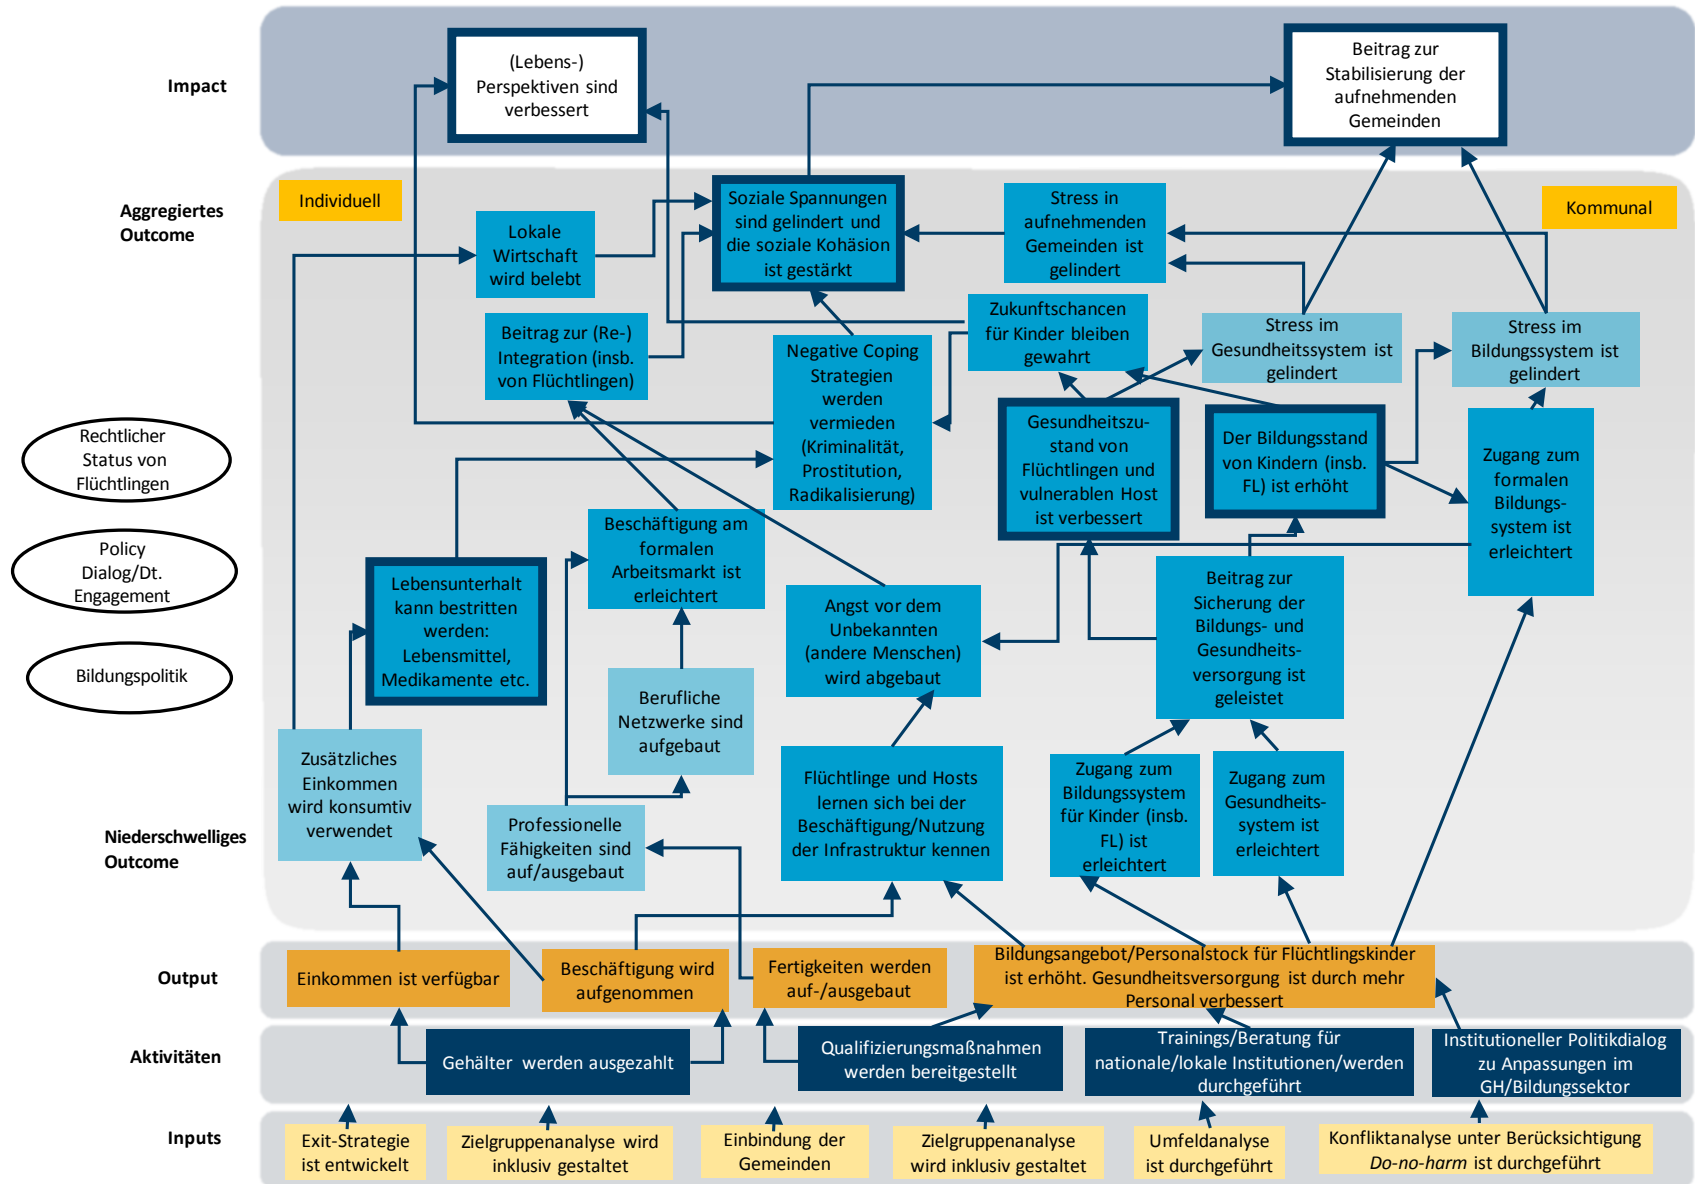 Impact
(Lebens-)
Perspektiven sind
verbessert
Beitrag zur
Stabilisierung der
aufnehmenden
Gemeinden
Aggregiertes
Outcome
Individuell
Kommunal
Lokale
Wirtschaft
wird belebt
Soziale Spannungen
sind gelindert und
die soziale Kohäsion
ist gestärkt
Stress in
aufnehmenden
Gemeinden ist
gelindert
Beitrag zur (Re-)
Integration (insb.
von Flüchtlingen)
Negative Coping
Strategien
werden
vermieden
(Kriminalität,
Prostitution,
Radikalisierung)
Zukunftschancen
für Kinder bleiben
gewahrt
Stress im
Gesundheitssystem ist
gelindert
Stress im
Bildungssystem ist
gelindert
Rechtlicher
Status von
Flüchtlingen
Policy
Dialog/Dt.
Engagement
Bildungspolitik
Gesundheitszu-
stand von
Flüchtlingen und
vulnerablen Host
ist verbessert
Der Bildungsstand
von Kindern (insb.
FL) ist erhöht
Zugang zum
formalen
Bildungs-
system ist
erleichtert
Lebensunterhalt
kann bestritten
werden:
Lebensmittel,
Medikamente etc.
Beschäftigung am
formalen
Arbeitsmarkt ist
erleichtert
Angst vor dem
Unbekannten
(andere Menschen)
wird abgebaut
Beitrag zur
Sicherung der
Bildungs- und
Gesundheits-
versorgung ist
geleistet
Berufliche
Netzwerke sind
aufgebaut
Niederschwelliges
Outcome
Zusätzliches
Einkommen
wird konsumtiv
verwendet
Professionelle
Fähigkeiten sind
auf/ausgebaut
Flüchtlinge und Hosts
lernen sich bei der
Beschäftigung/Nutzung
der Infrastruktur kennen
Zugang zum
Bildungssystem
für Kinder (insb.
FL) ist
erleichtert
Zugang zum
Gesundheits-
system ist
erleichtert
Output
Einkommen ist verfügbar
Beschäftigung wird
aufgenommen
Fertigkeiten werden
auf-/ausgebaut
Bildungsangebot/Personalstock für Flüchtlingskinder
ist erhöht. Gesundheitsversorgung ist durch mehr
Personal verbessert
Aktivitäten
Gehälter werden ausgezahlt
Qualifizierungsmaßnahmen
werden bereitgestellt
Trainings/Beratung für
nationale/lokale Institutionen/werden
durchgeführt
Institutioneller Politikdialog
zu Anpassungen im
GH/Bildungssektor
Inputs
Exit-Strategie
ist entwickelt
Zielgruppenanalyse wird
inklusiv gestaltet
Einbindung der
Gemeinden
Zielgruppenanalyse
wird inklusiv gestaltet
Umfeldanalyse
ist durchgeführt
Konfliktanalyse unter Berücksichtigung
Do-no-harm ist durchgeführt